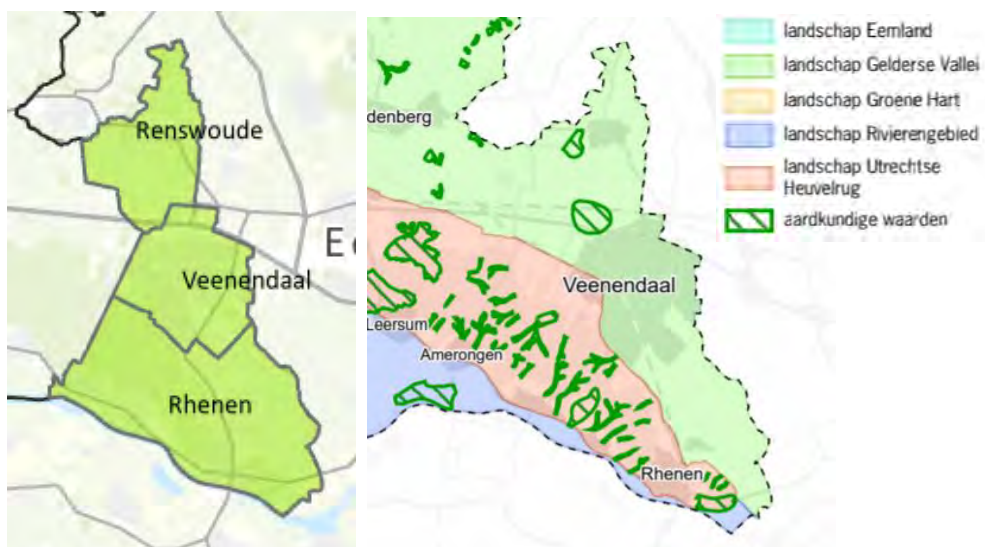 Renswoude
E
Veenendaal
Rhenen
denberg
Veenendaal
Leersum
Amerongen
Rhenen
landschap Eemland
landschap Gelderse Vallei
landschap Groene Hart
landschap Rivierengebied
landschap Utrechtse
Heuvelrug
aardkundige waarden